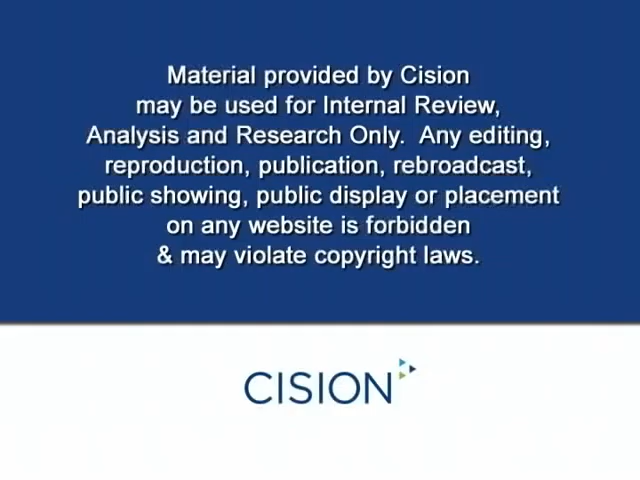 Material provided by Cision
may be used for Internal Review,
Analysis and Research Only.  Any editing,
reproduction, publication, rebroadcast,
public showing, public display or placement
on any website is forbidden
& may violate copyright laws.
CISION